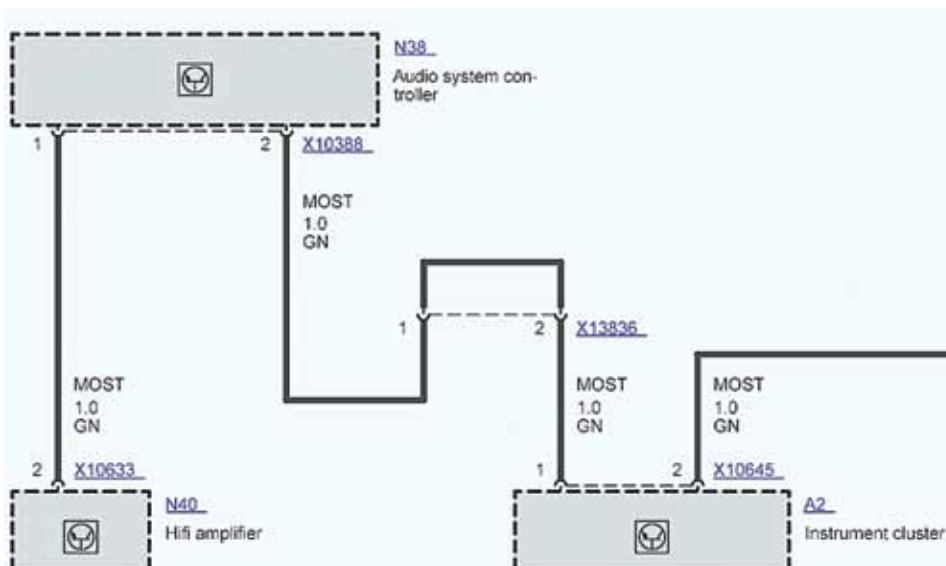 N38
Audio system con-
troller
1
2
X10388
MOST
1.0
GN
1
2
X13836
MOST
1.0
GN
MOST
1.0
GN
MOST
1.0
GN
2
X10633
1
2
X10645
N40
Hifi amplifier
A2
Instrument cluster